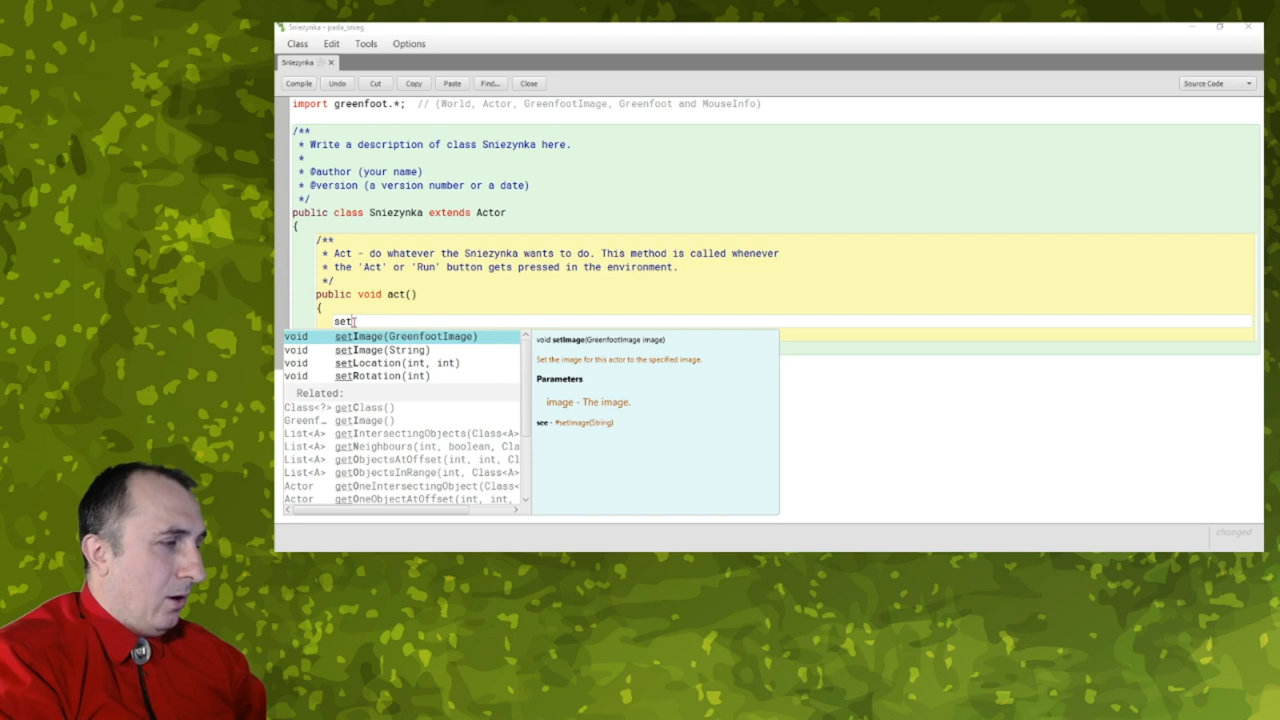 Sniezynka - pada_snieg
Class Edit Tools Options
Sniezynka
Compile Undo Cut Copy Paste Find... Close Source Code
import greenfoot.*; // (World, Actor, GreenfootImage, Greenfoot and MouseInfo)
/**
* Write a description of class Sniezynka here.
*
* @author (your name)
* @version (a version number or a date)
*/
public class Sniezynka extends Actor
{
/**
* Act - do whatever the Sniezynka wants to do. This method is called whenever
* the 'Act' or 'Run' button gets pressed in the environment.
*/
public void act()
{
set
void setImage(GreenfootImage)
void setImage(String)
void setLocation(int, int)
void setRotation(int)
Related:
Class<?> getClass()
Greenf… getImage()
List<A> getIntersectingObjects(Class<A>
List<A> getNeighbours(int, boolean, Cla
List<A> getObjectsAtOffset(int, int, Cl
List<A> getObjectsInRange(int, Class<A>
Actor getOneIntersectingObject(Class<
Actor getOneObjectAtOffset(int, int,
void setImage(GreenfootImage image)
Set the image for this actor to the specified image.
Parameters
image - The image.
see - #setImage(String)
changed